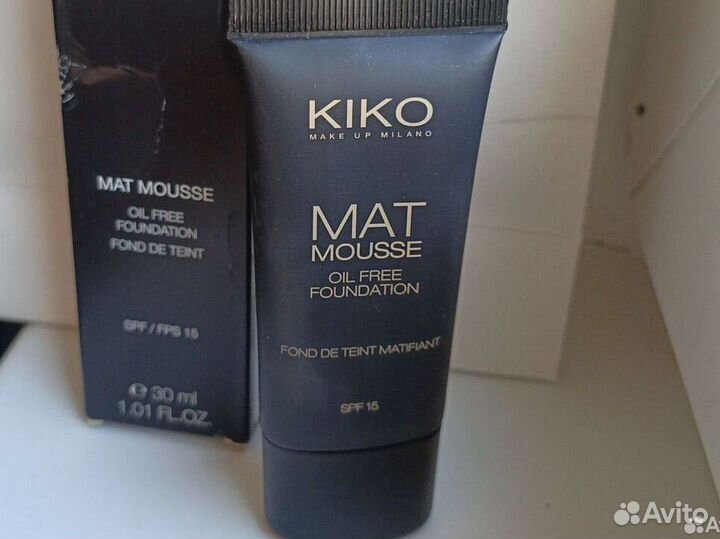 MAT MOUSSE
OIL FREE
FOUNDATION
FOND DE TEINT
SPF / FPS 15
℮ 30 ml
1.01 FL.OZ
KIKO
MAKE UP MILANO
MAT
MOUSSE
OIL FREE
FOUNDATION
FOND DE TEINT MATIFIANT
SPF 15
Avito
A